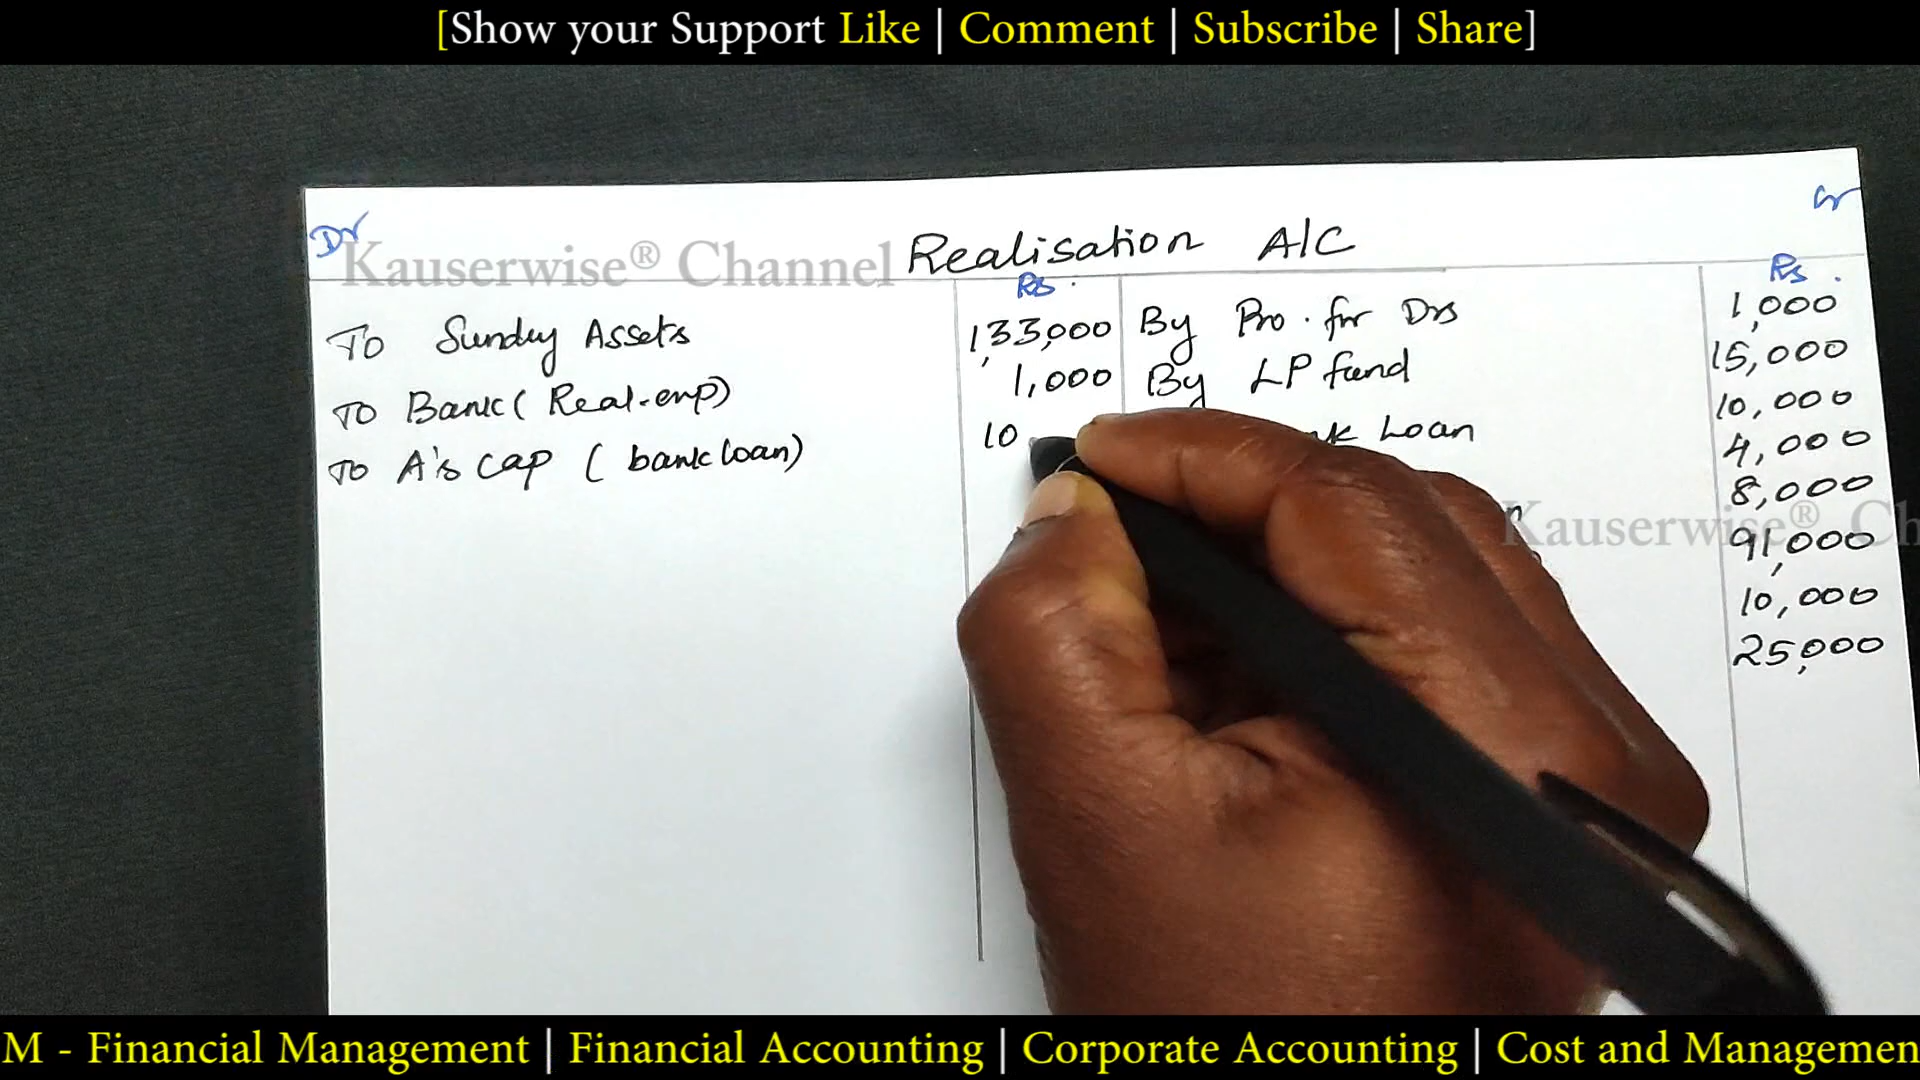 [Show your Support Like | Comment | Subscribe | Share]
Dr Cr
Kauserwise® Channel
Realisation A/C
Rs. Rs.
To Sundry Assets 1,33,000 By Pro. for Drs 1,000
To Bank (Real.exp) 1,000 By LP fund 15,000
To A's cap (bank loan) 10 Loan 10,000
4,000
8,000
Kauserwise® Ch
91,000
10,000
25,000
M - Financial Management | Financial Accounting | Corporate Accounting | Cost and Managemen